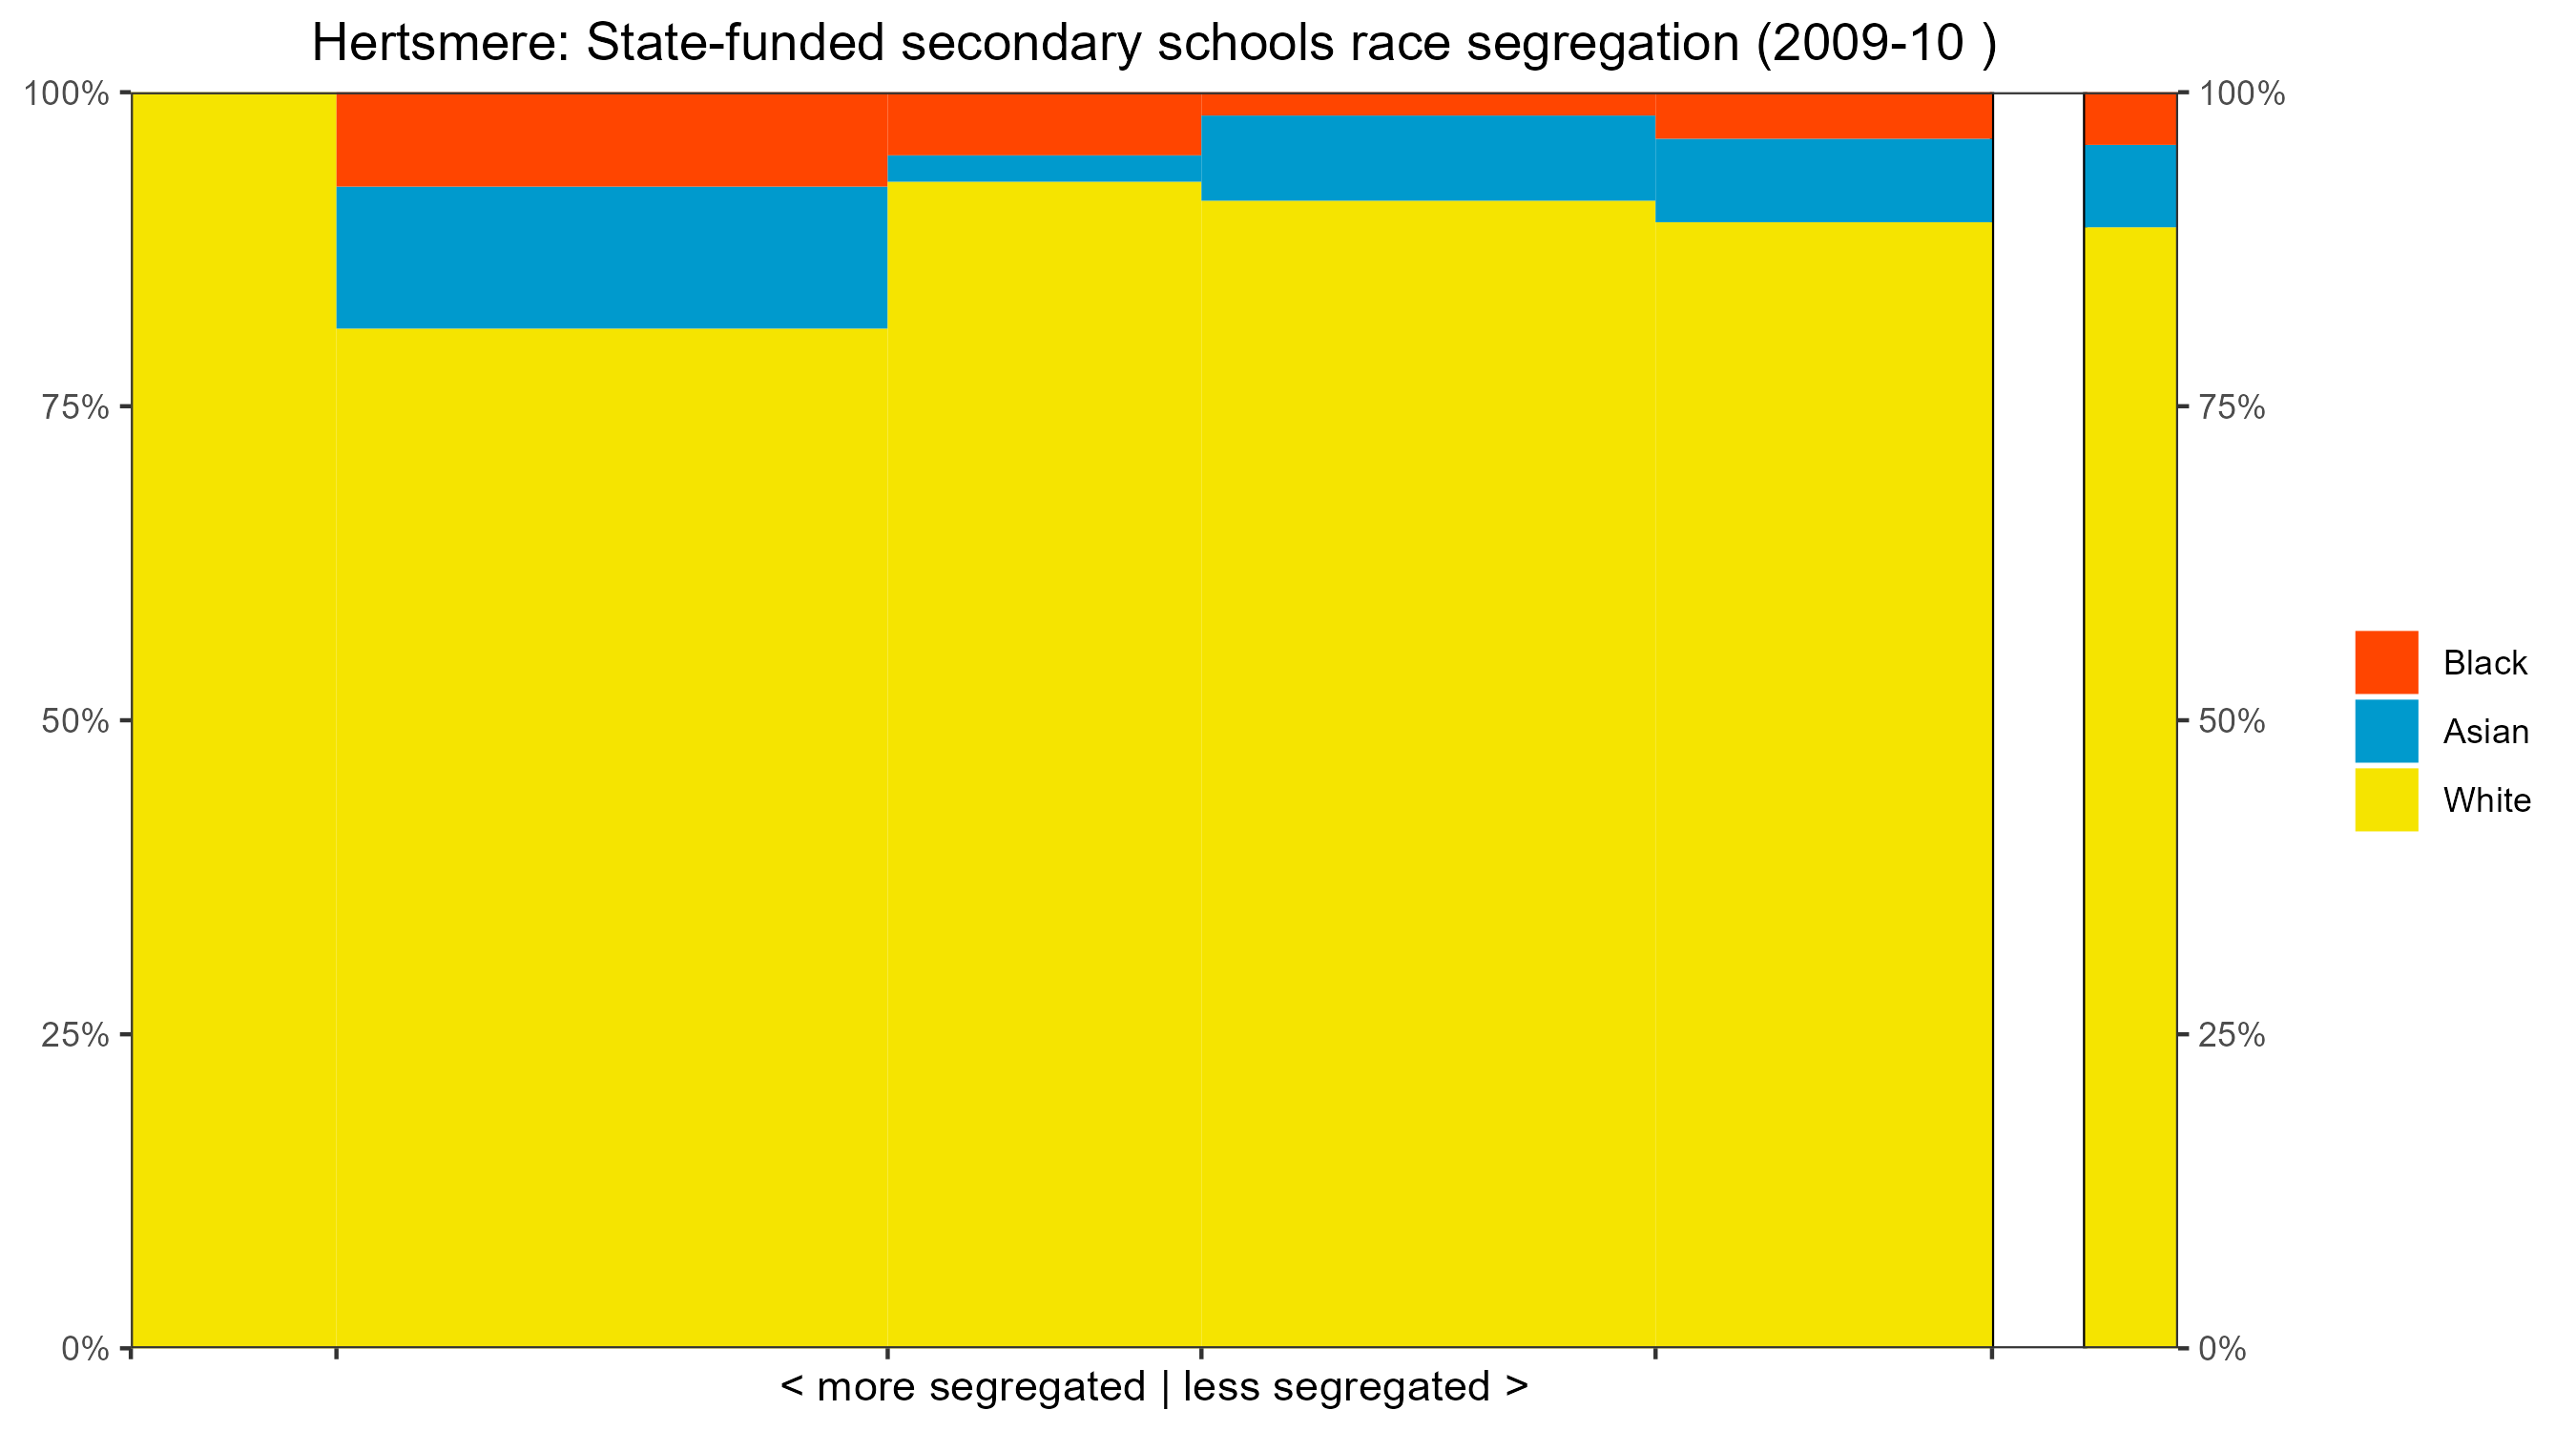 Hertsmere: State-funded secondary schools race segregation (2009-10 )
100%
75%
50%
25%
0%
100%
75%
50%
25%
0%
Black
Asian
White
< more segregated | less segregated >